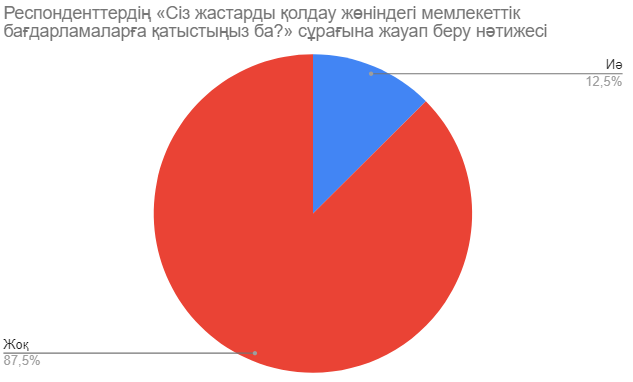 Респонденттердің «Сіз жастарды қолдау жөніндегі мемлекеттік
бағдарламаларға қатыстыңыз ба?» сұрағына жауап беру нәтижесі
Иә
12,5%
Жоқ
87,5%